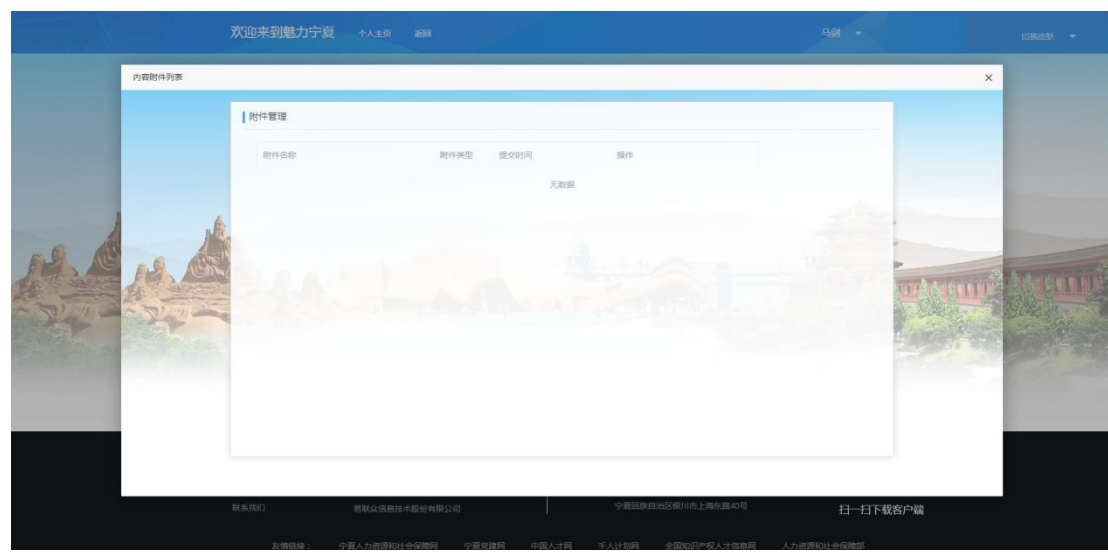 欢迎来到魅力宁夏 个人主页 返回 马剑 切换皮肤
内容附件列表 ×
附件管理
附件名称 附件类型 提交时间 操作
无数据
联系我们 易联众信息技术股份有限公司 宁夏回族自治区银川市上海东路40号 扫一扫下载客户端
友情链接： 宁夏人力资源和社会保障网 宁夏党建网 中国人才网 千人计划网 全国知识产权人才信息网 人力资源和社会保障部